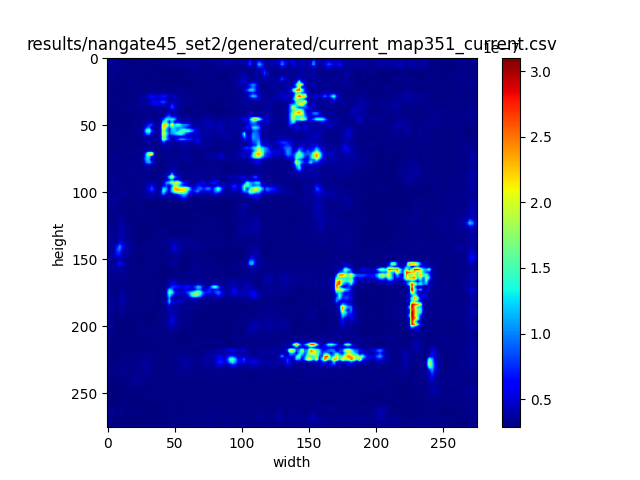 results/nangate45_set2/generated/current_map351_current.csv
1e−7
0
50
100
150
200
250
height
0 50 100 150 200 250
width
3.0
2.5
2.0
1.5
1.0
0.5